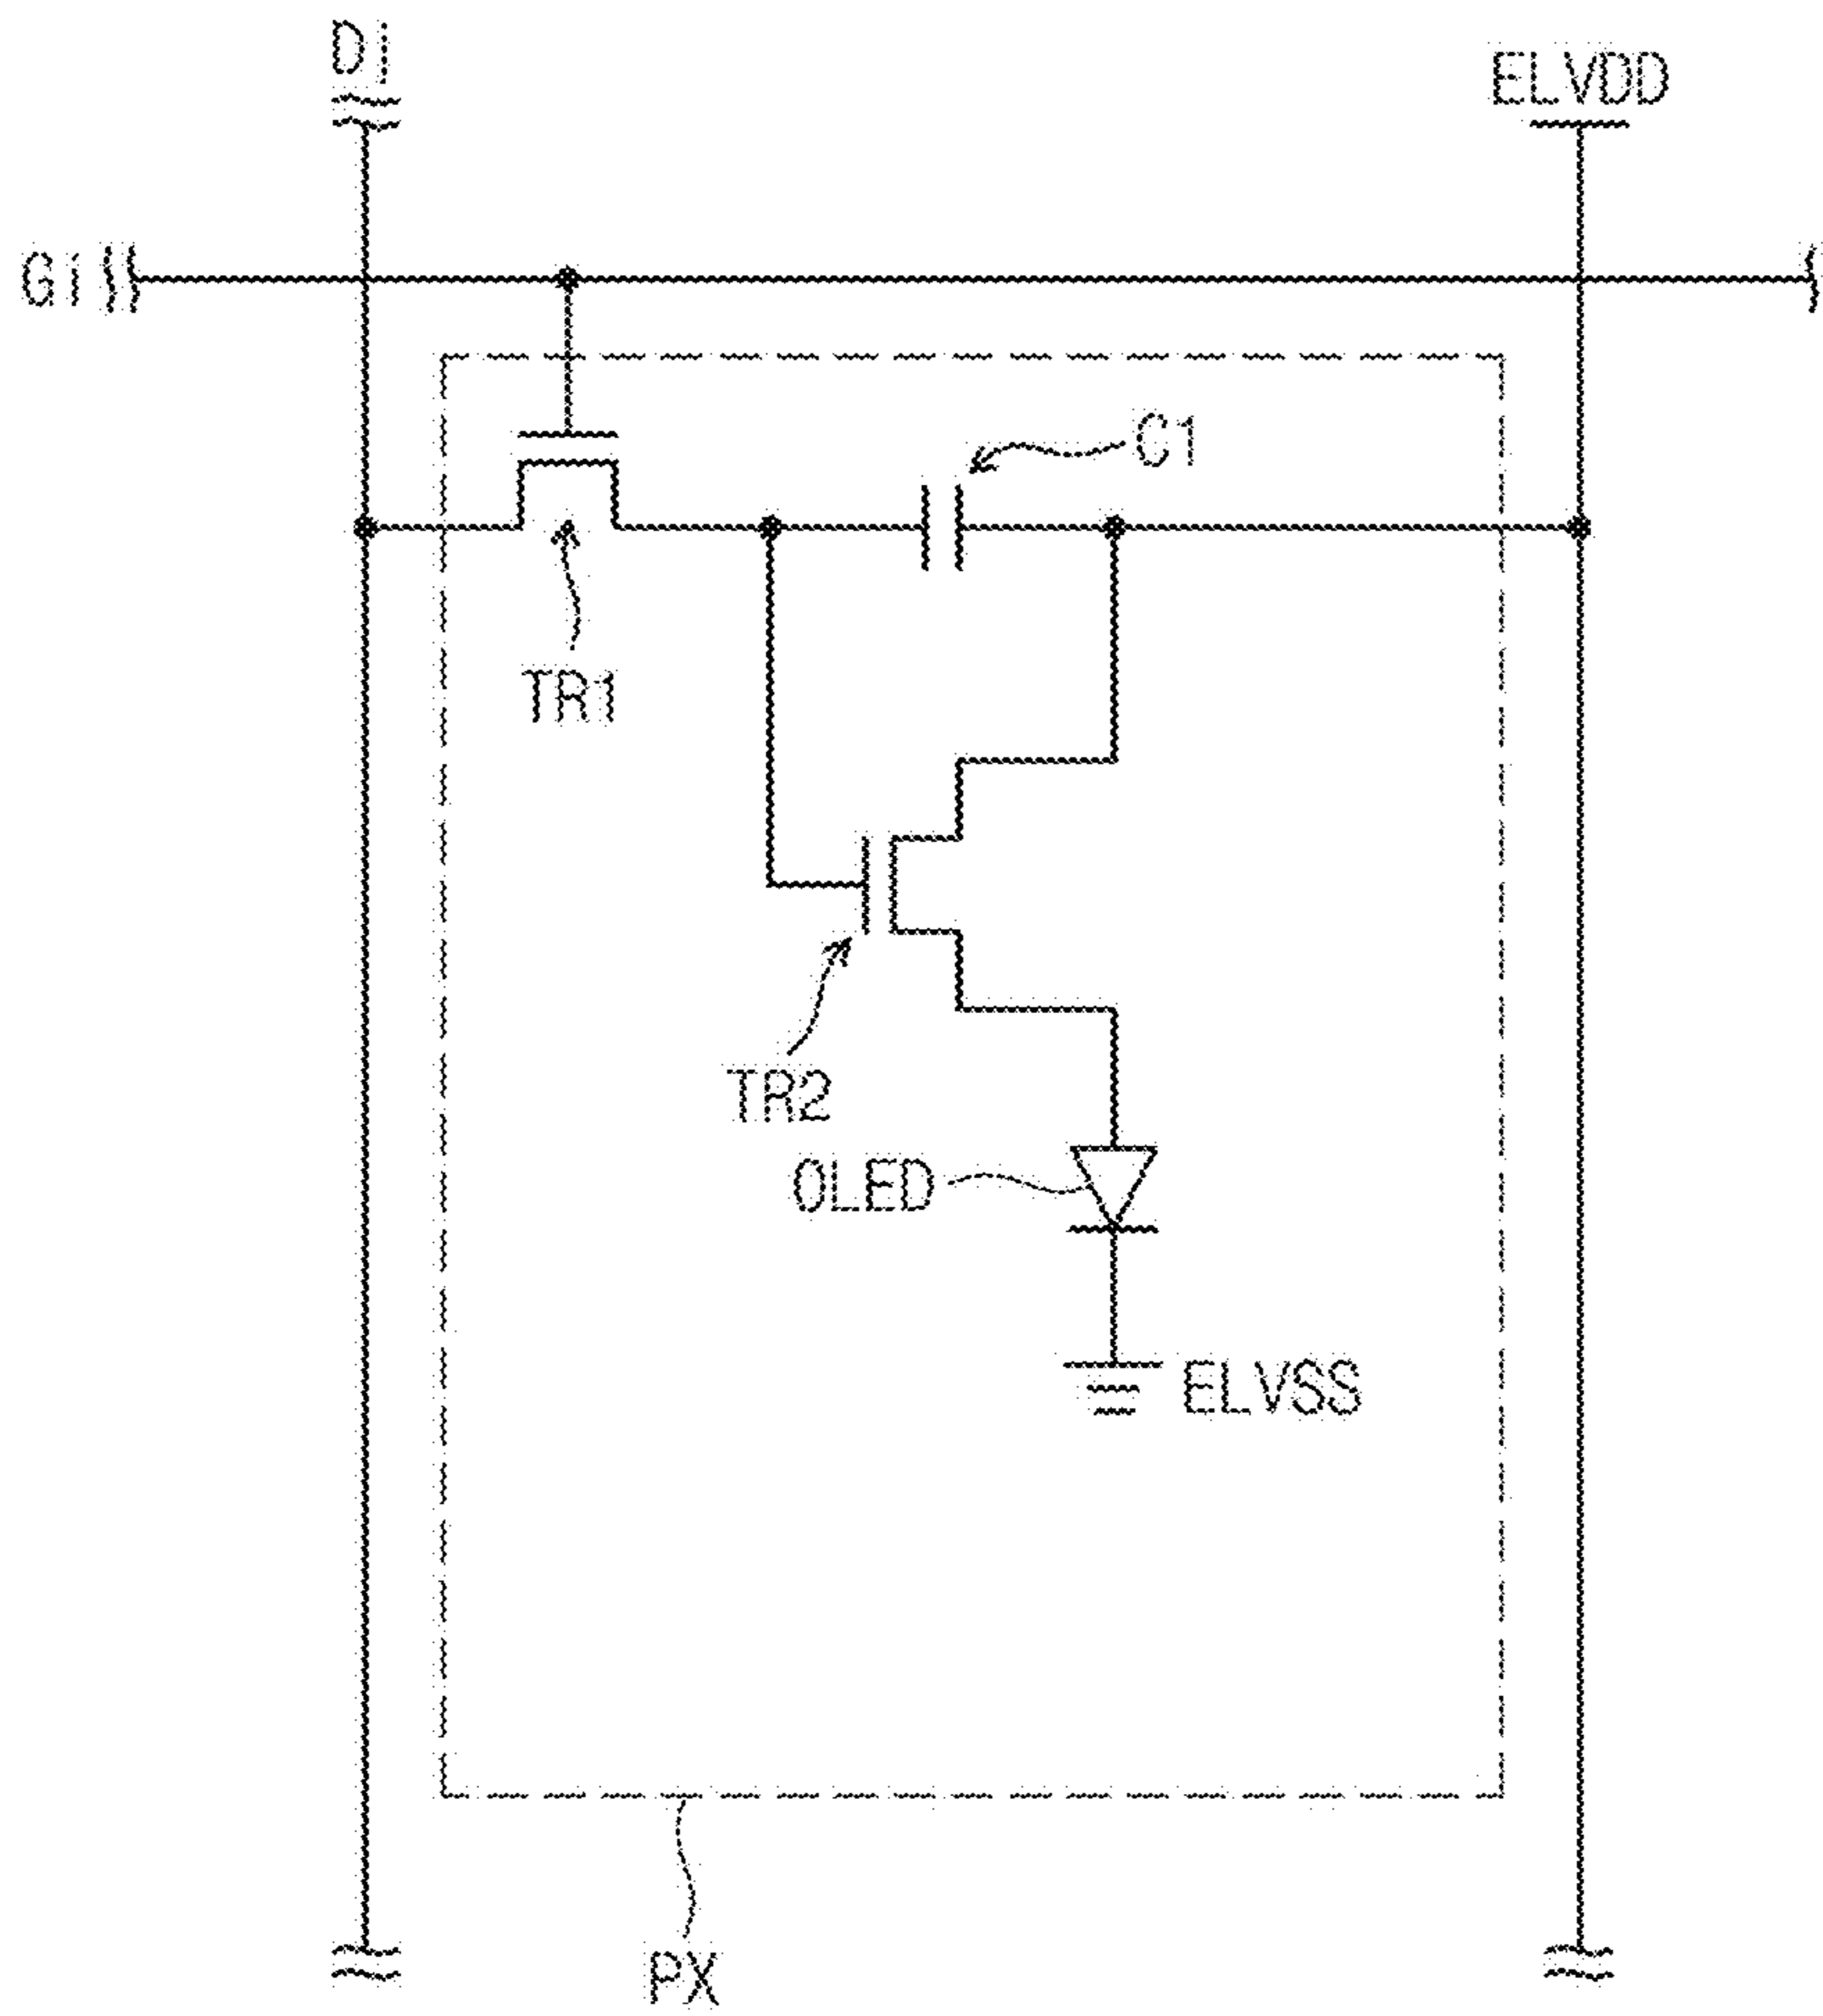 Dj
ELVDD
Gi
C1
TR1
TR2
OLED
ELVSS
PX